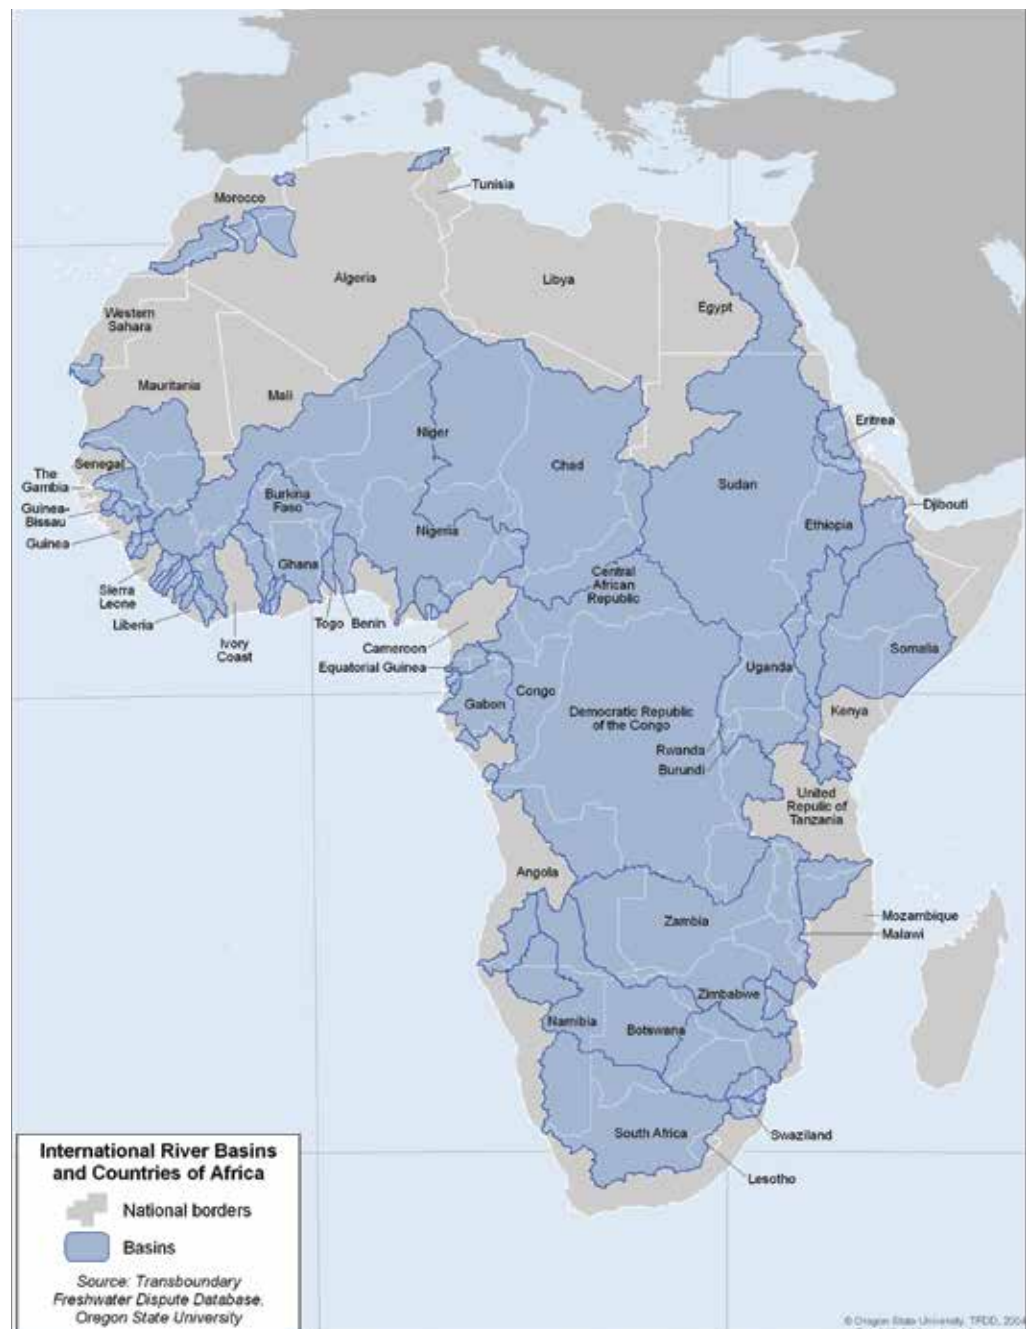 Tunisia
Morocco
Algeria
Libya
Egypt
Western
Sahara
Mauritania
Mali
Niger
Chad
Sudan
Eritrea
Senegal
The
Gambia
Guinea-
Bissau
Guinea
Burkina
Faso
Nigeria
Djibouti
Ethiopia
Ghana
Central
African
Republic
Sierra
Leone
Liberia
Ivory
Coast
Togo
Benin
Cameroon
Equatorial Guinea
Somalia
Uganda
Gabon
Congo
Democratic Republic
of the Congo
Kenya
Rwanda
Burundi
United
Repulic of
Tanzania
Angola
Zambia
Mozambique
Malawi
Zimbabwe
Namibia
Botswana
South Africa
Swaziland
Lesotho
International River Basins
and Countries of Africa
National borders
Basins
Source: Transboundary
Freshwater Dispute Database,
Oregon State University
© Oregon State University, TFDD, 2004